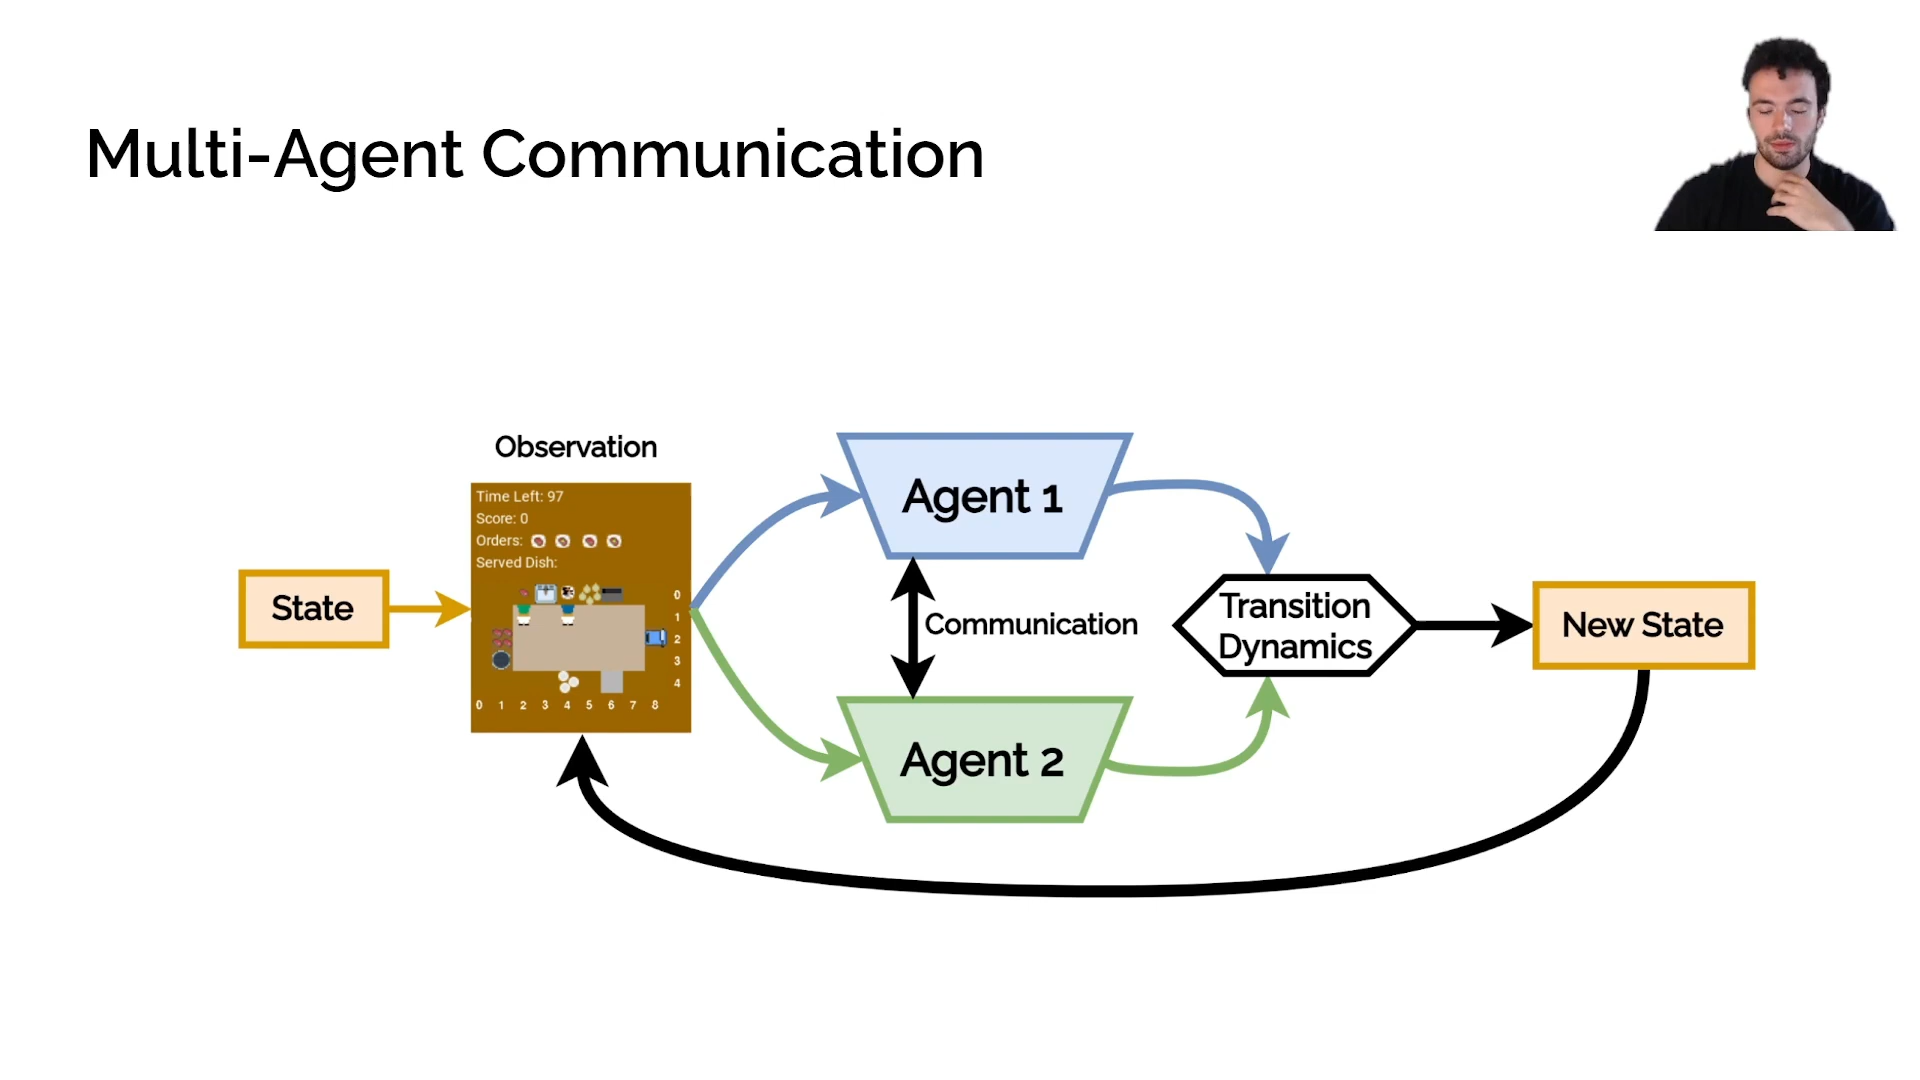 Multi-Agent Communication
Observation
Time Left: 97
Score: 0
Orders:
Served Dish:
0
1
2
3
4
0 1 2 3 4 5 6 7 8
State
Agent 1
Communication
Agent 2
Transition
Dynamics
New State